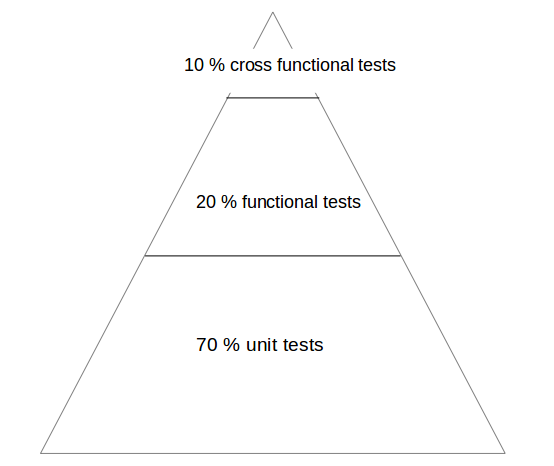 10 % cross functional tests
20 % functional tests
70 % unit tests